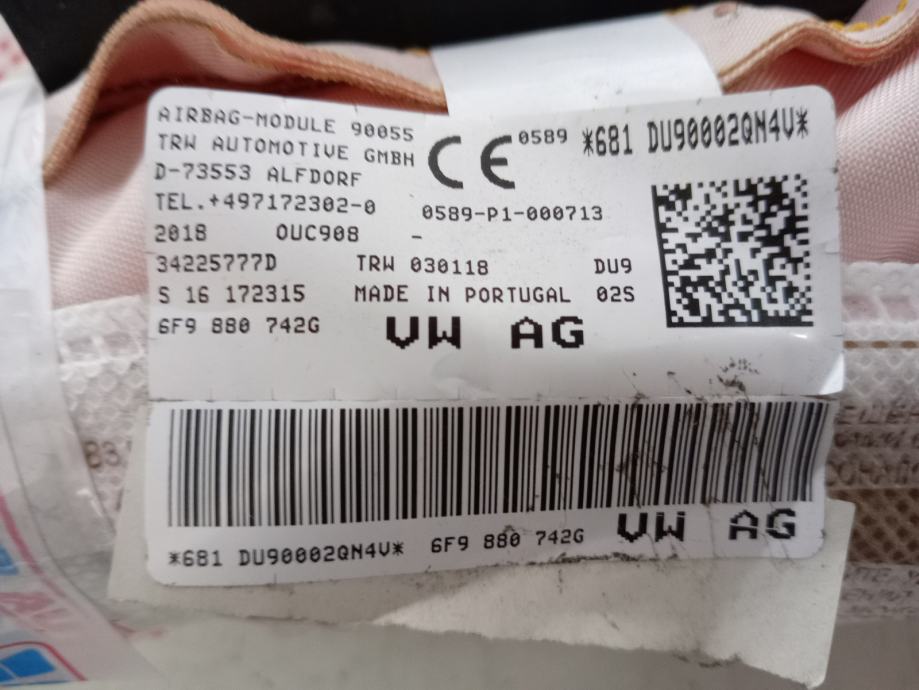 AIRBAG-MODULE 90055
TRW AUTOMOTIVE GMBH
D-73553 ALFDORF
TEL.+497172302-0
CE 0589
*681 DU90002QN4V*
0589-P1-000713
2018 OUC908 -
34225777D TRW 030118 DU9
S 16 172315 MADE IN PORTUGAL 02S
6F9 880 742G VW AG
*681 DU90002QN4V* 6F9 880 742G VW AG
83